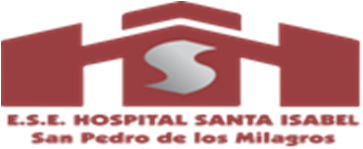 E.S.E. HOSPITAL SANTA ISABEL
San Pedro de los Milagros